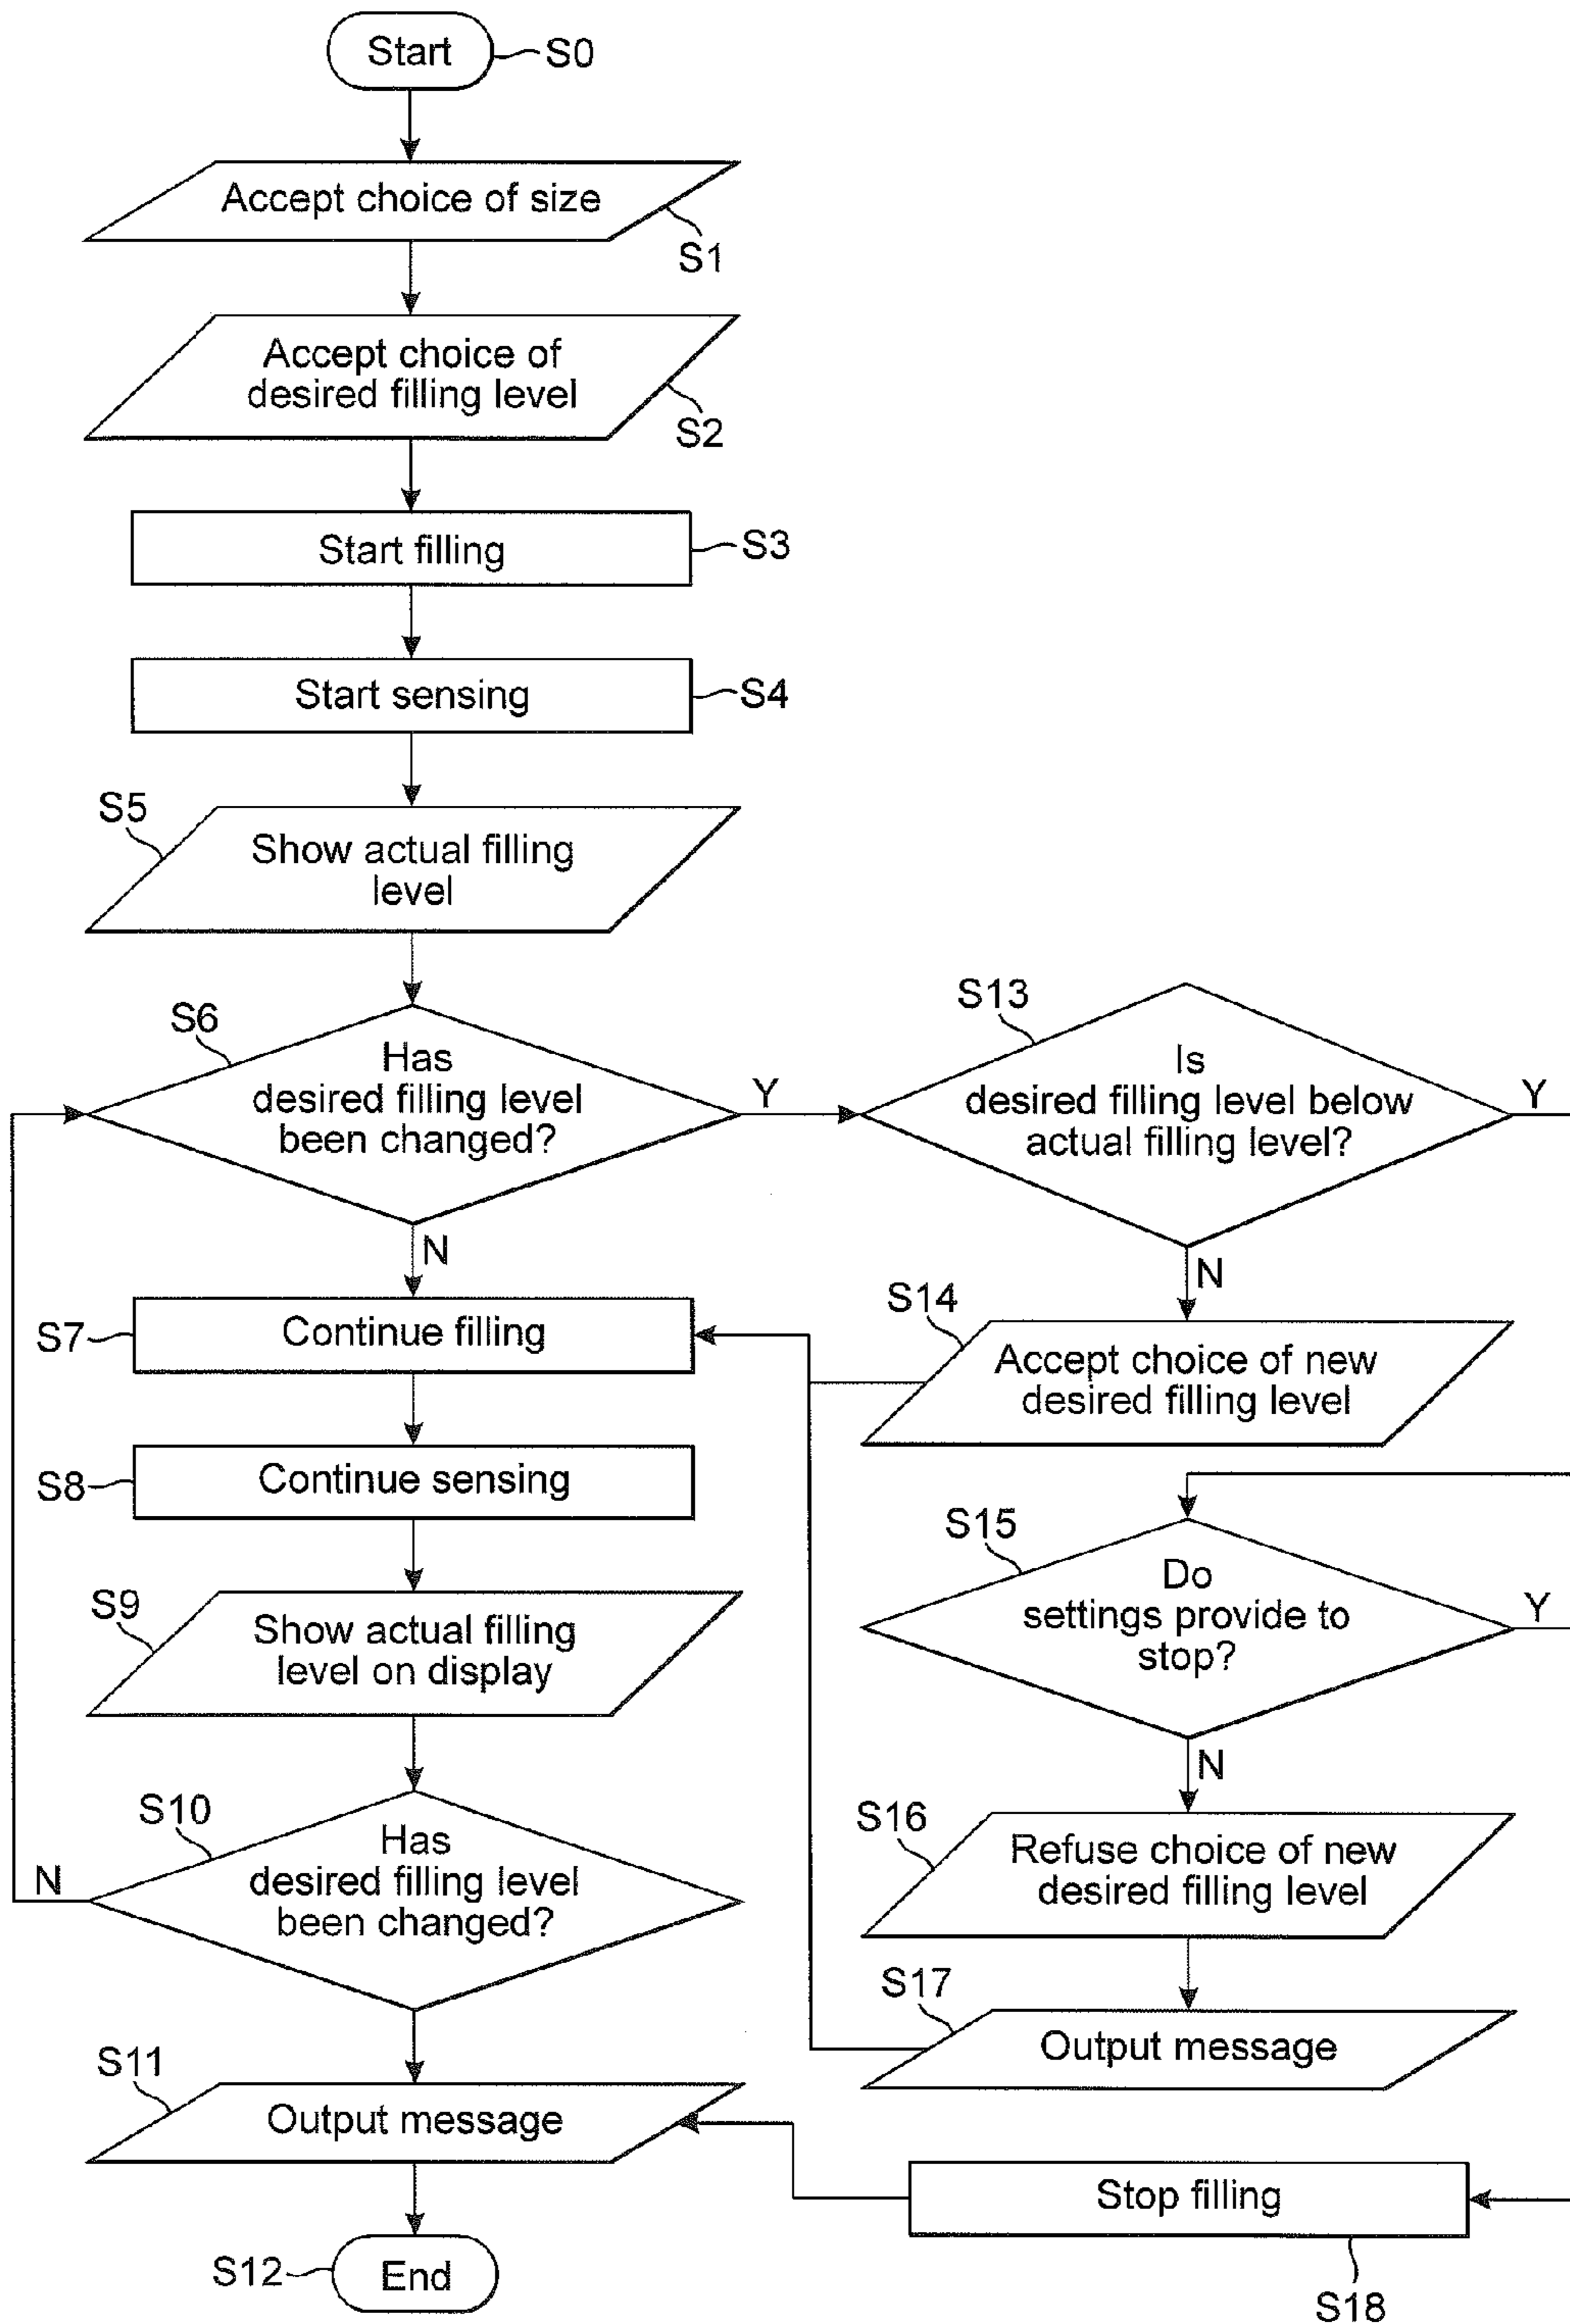 Start
S0
Accept choice of size
S1
Accept choice of
desired filling level
S2
Start filling
S3
Start sensing
S4
S5
Show actual filling
level
S6
Has
desired filling level
been changed?
Y
N
S13
Is
desired filling level below
actual filling level?
Y
N
S7
Continue filling
S14
Accept choice of new
desired filling level
S8
Continue sensing
S15
Do
settings provide to
stop?
Y
N
S9
Show actual filling
level on display
S10
Has
desired filling level
been changed?
N
S16
Refuse choice of new
desired filling level
S17
Output message
S11
Output message
Stop filling
S18
S12
End